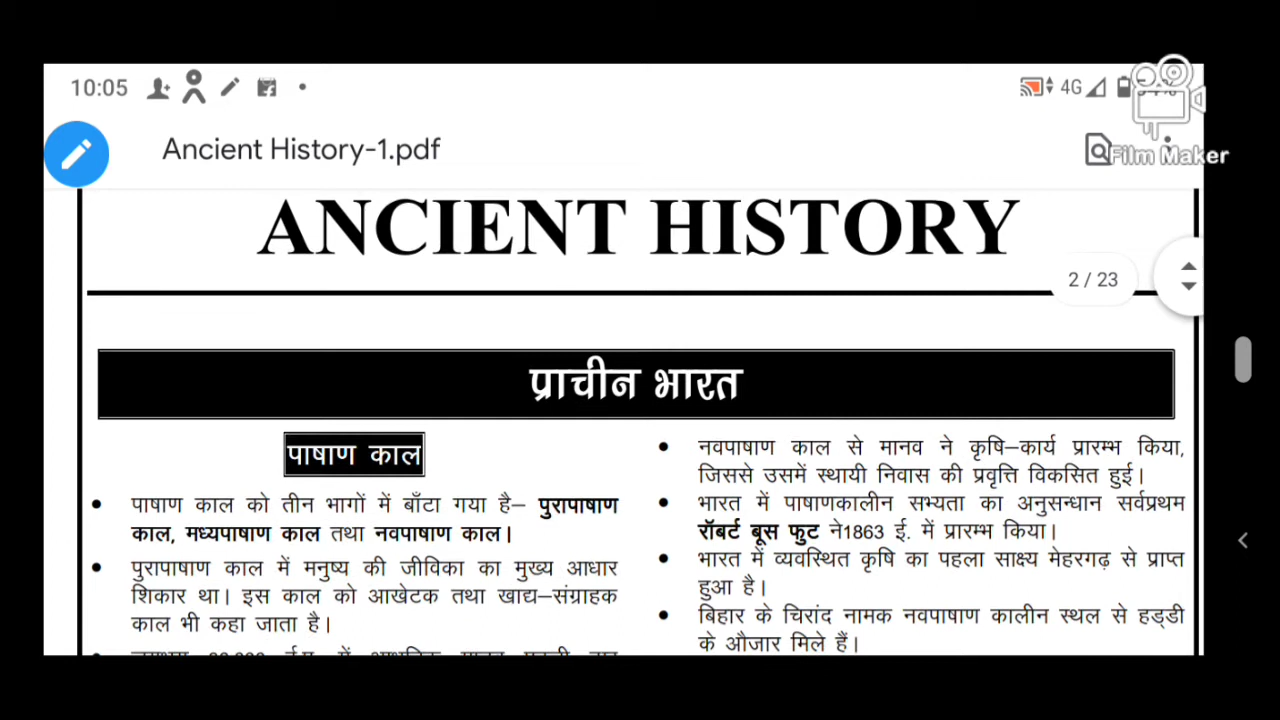 10:05
4G
Film Maker
Ancient History-1.pdf
ANCIENT HISTORY
2 / 23
प्राचीन भारत
पाषाण काल
• पाषाण काल को तीन भागों में बाँटा गया है– पुरापाषाण
काल, मध्यपाषाण काल तथा नवपाषाण काल।
• पुरापाषाण काल में मनुष्य की जीविका का मुख्य आधार
शिकार था। इस काल को आखेटक तथा खाद्य–संग्राहक
काल भी कहा जाता है।
• नवपाषाण काल से मानव ने कृषि–कार्य प्रारम्भ किया,
जिससे उसमें स्थायी निवास की प्रवृत्ति विकसित हुई।
• भारत में पाषाणकालीन सभ्यता का अनुसन्धान सर्वप्रथम
रॉबर्ट ब्रूस फुट ने1863 ई. में प्रारम्भ किया।
• भारत में व्यवस्थित कृषि का पहला साक्ष्य मेहरगढ़ से प्राप्त
हुआ है।
• बिहार के चिरांद नामक नवपाषाण कालीन स्थल से हड्डी
के औजार मिले हैं।